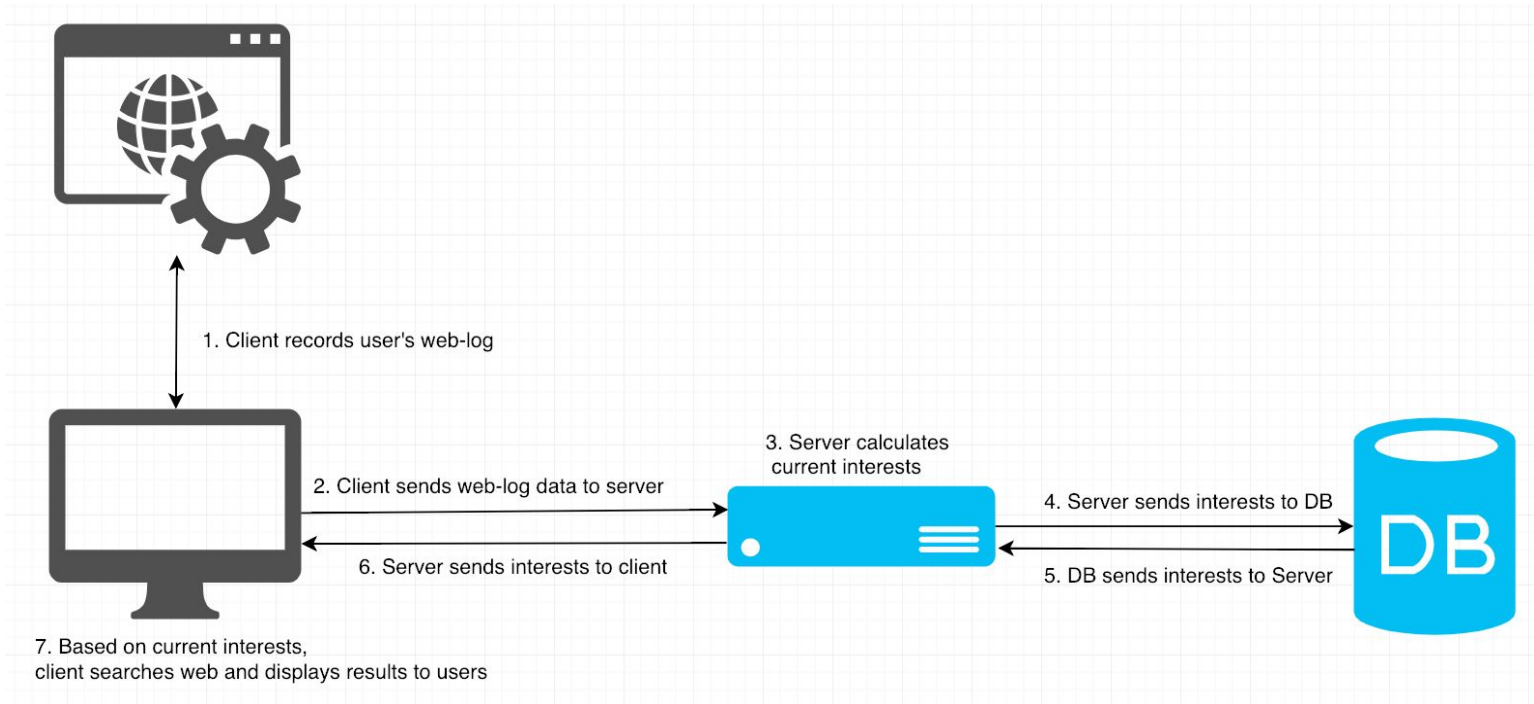 1. Client records user's web-log
3. Server calculates
current interests
2. Client sends web-log data to server
4. Server sends interests to DB
DB
6. Server sends interests to client
5. DB sends interests to Server
7. Based on current interests,
client searches web and displays results to users